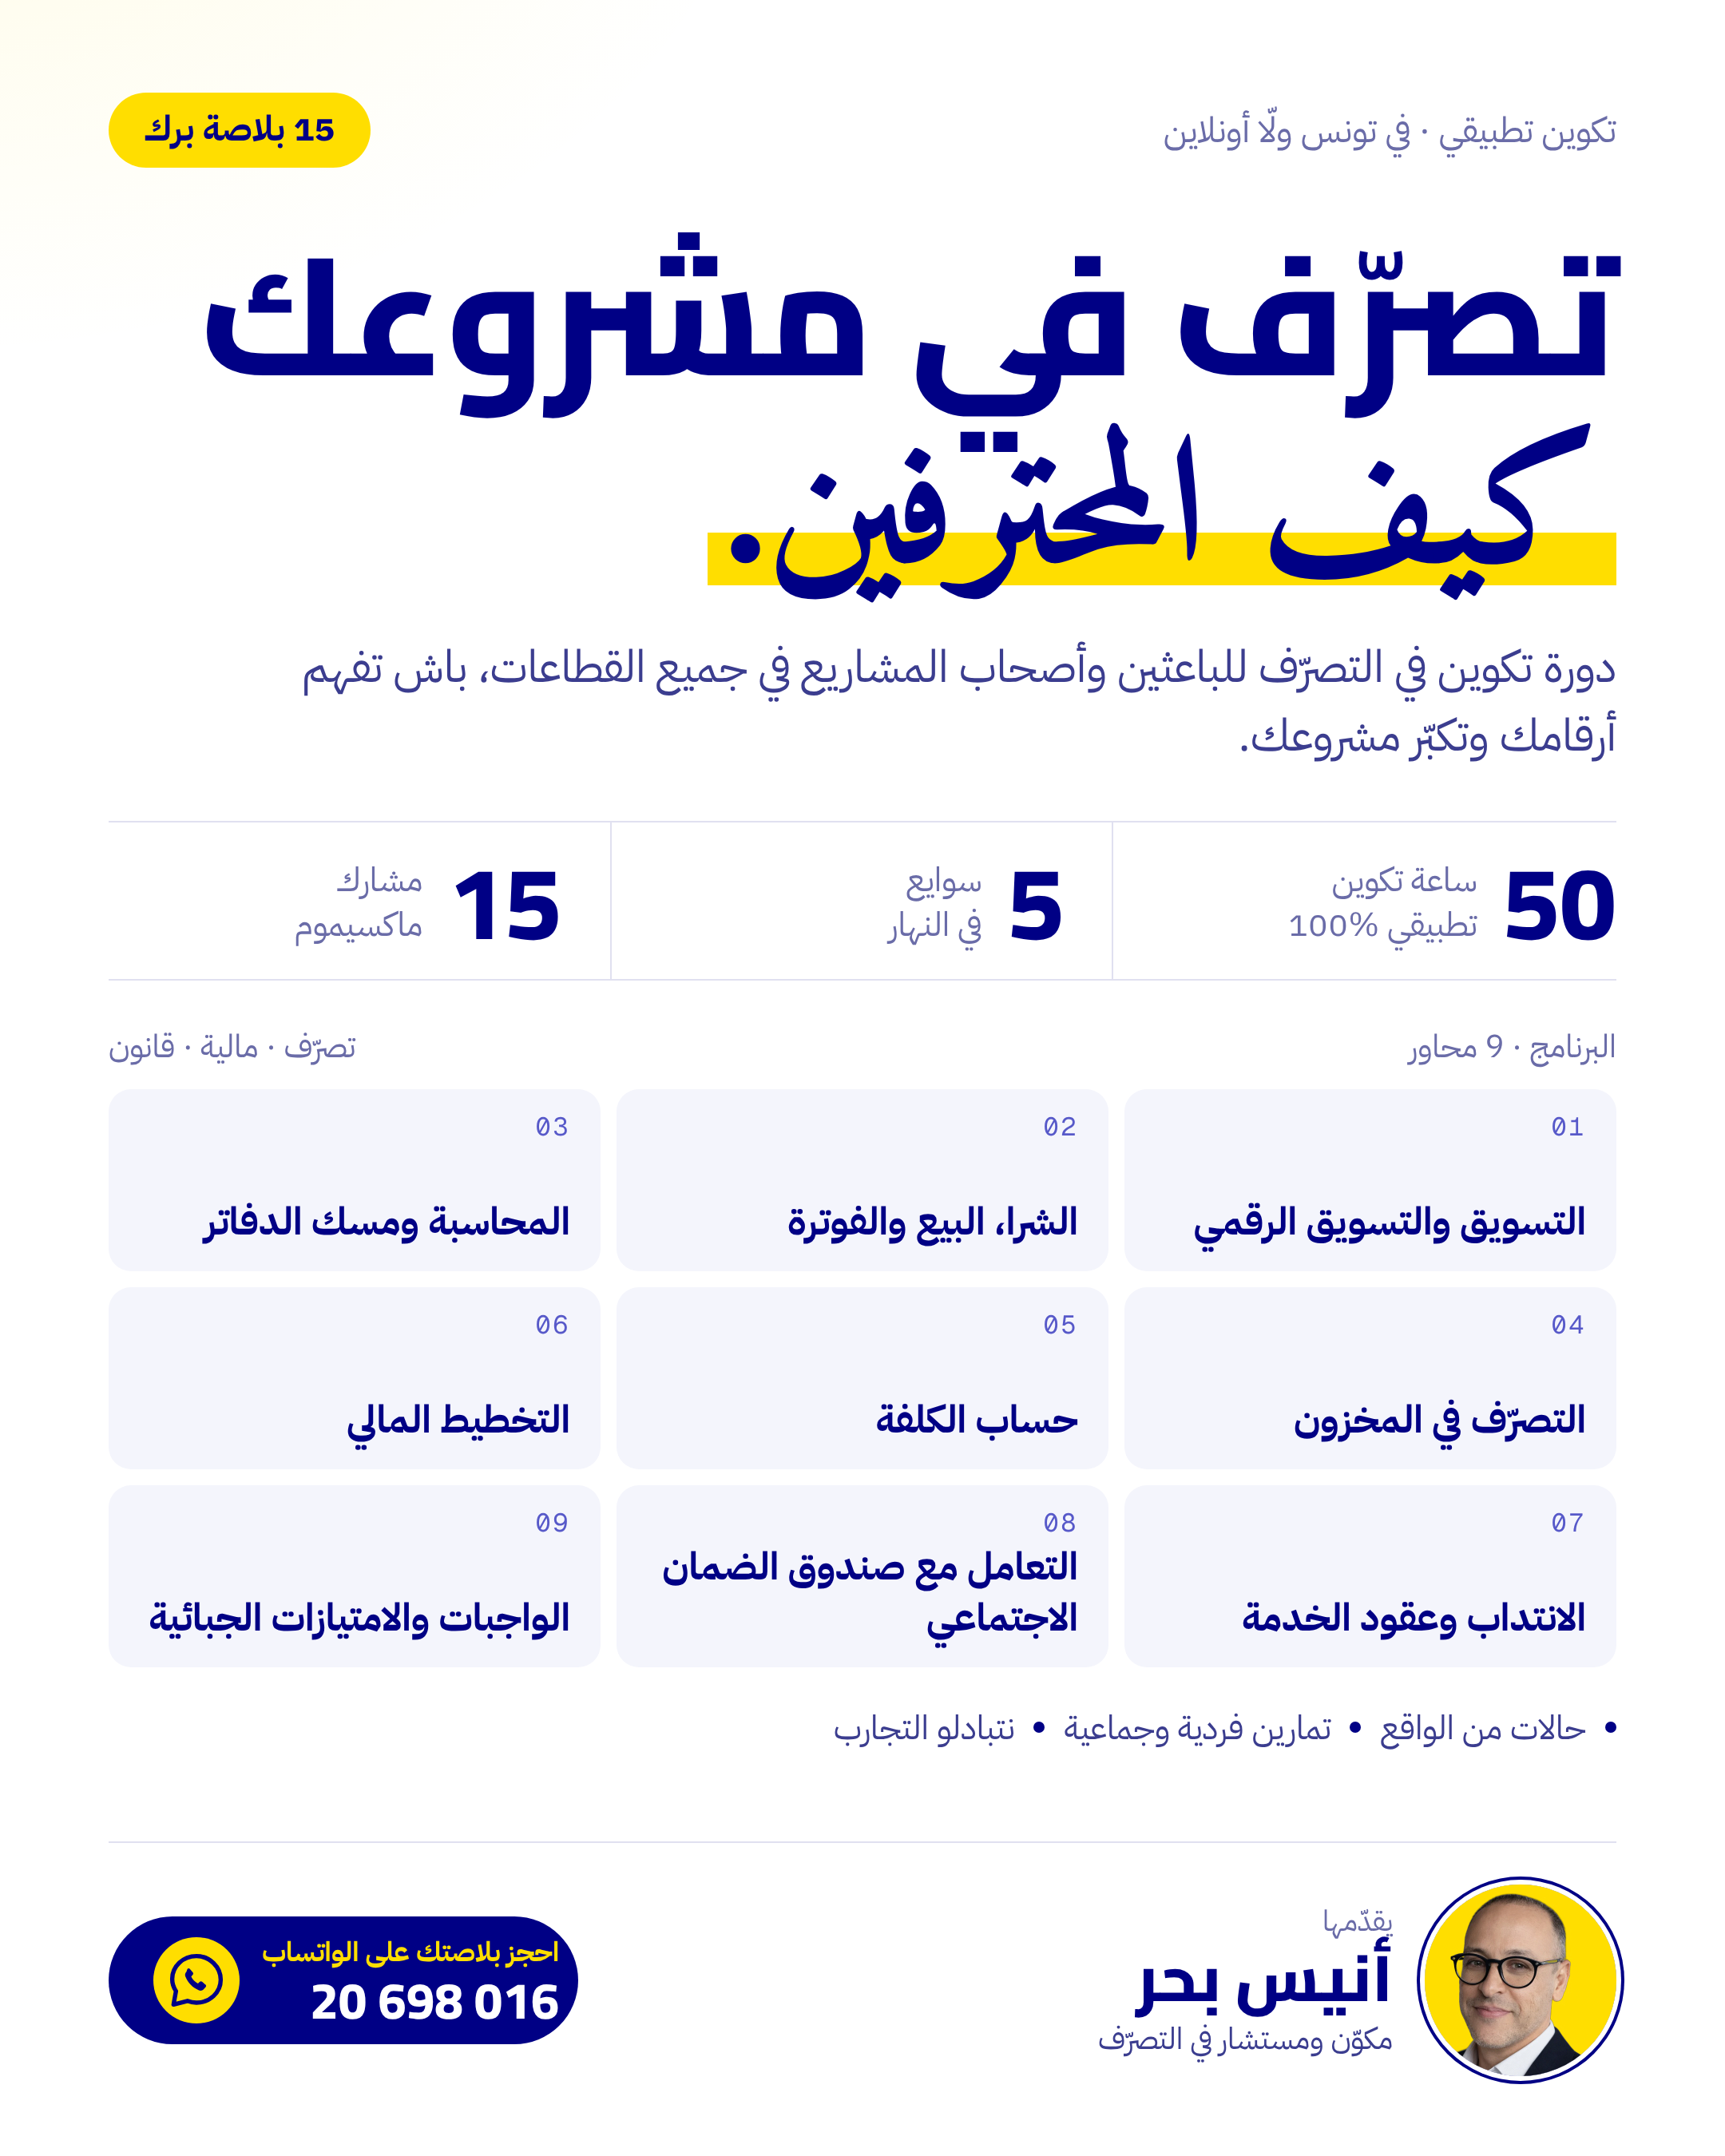 تكوين تطبيقي · في تونس ولّا أونلاين
15 بلاصة برك
تصرّف في مشروعك
كيف المحترفين.
دورة تكوين في التصرّف للباعثين وأصحاب المشاريع في جميع القطاعات، باش تفهم
أرقامك وتكبّر مشروعك.
50
ساعة تكوين
تطبيقي 100%
5
سوايع
في النهار
15
مشارك
ماكسيموم
البرنامج · 9 محاور
تصرّف · مالية · قانون
01
التسويق والتسويق الرقمي
02
الشرا، البيع والفوترة
03
المحاسبة ومسك الدفاتر
04
التصرّف في المخزون
05
حساب الكلفة
06
التخطيط المالي
07
الانتداب وعقود الخدمة
08
التعامل مع صندوق الضمان
الاجتماعي
09
الواجبات والامتيازات الجبائية
• حالات من الواقع • تمارين فردية وجماعية • نتبادلو التجارب
يقدّمها
أنيس بحر
مكوّن ومستشار في التصرّف
احجز بلاصتك على الواتساب
20 698 016